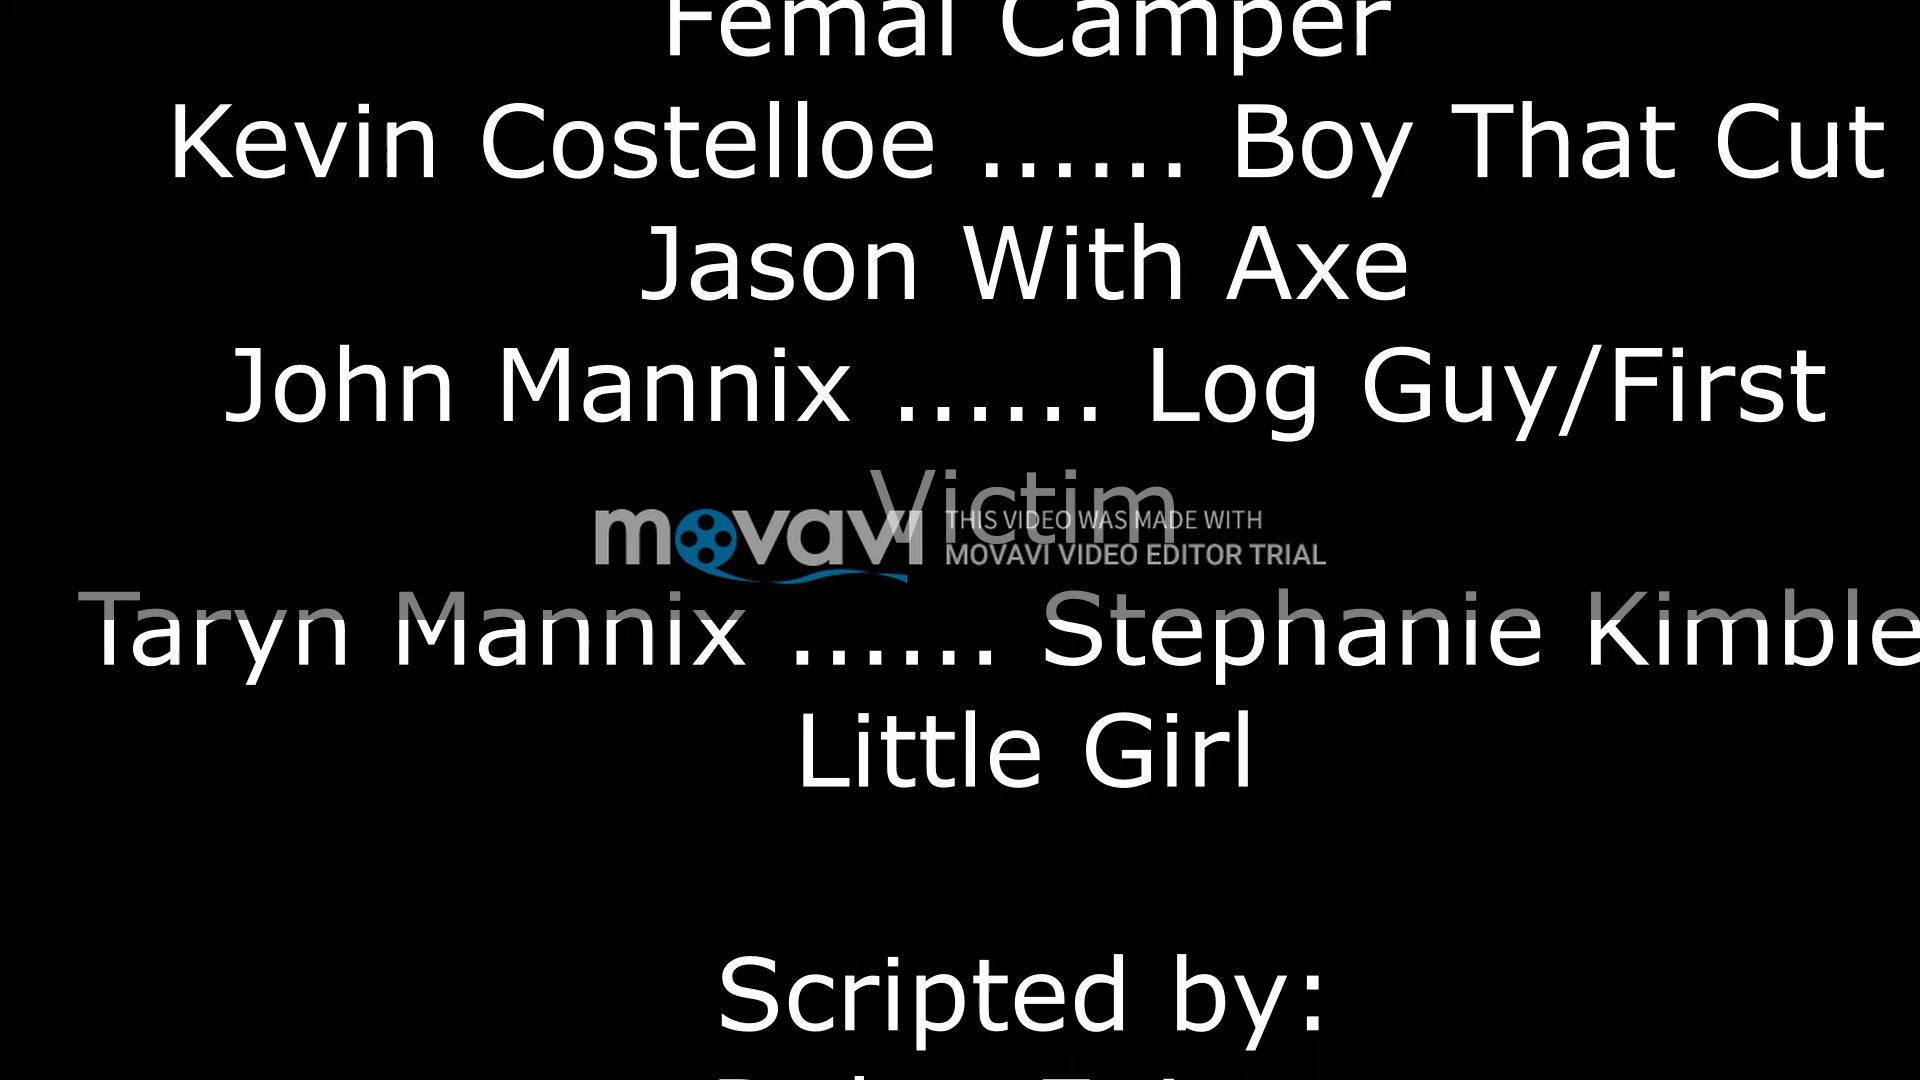 Femal Camper
Kevin Costelloe ...... Boy That Cut
Jason With Axe
John Mannix ...... Log Guy/First
Victim
movavi THIS VIDEO WAS MADE WITH
MOVAVI VIDEO EDITOR TRIAL
Taryn Mannix ...... Stephanie Kimble
Little Girl
Scripted by: